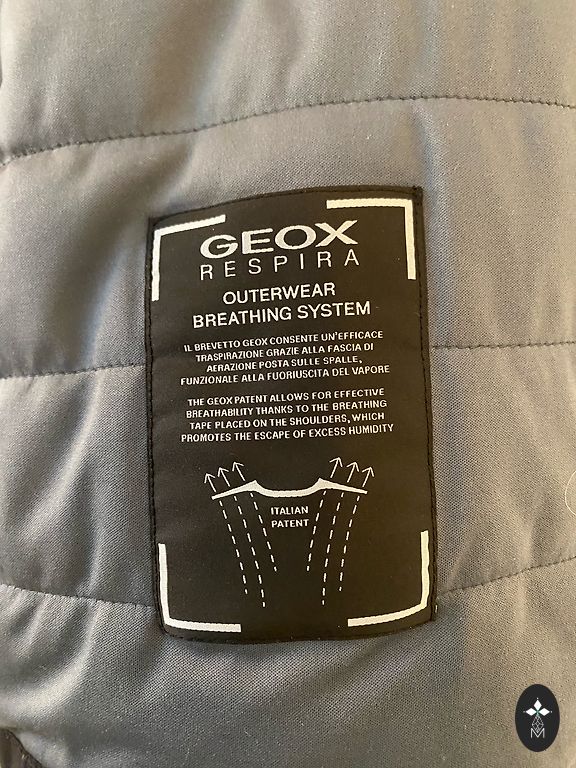 GEOX
RESPIRA
OUTERWEAR
BREATHING SYSTEM
IL BREVETTO GEOX CONSENTE UN'EFFICACE
TRASPIRAZIONE GRAZIE ALLA FASCIA DI
AERAZIONE POSTA SULLE SPALLE,
FUNZIONALE ALLA FUORIUSCITA DEL VAPORE
THE GEOX PATENT ALLOWS FOR EFFECTIVE
BREATHABILITY THANKS TO THE BREATHING
TAPE PLACED ON THE SHOULDERS, WHICH
PROMOTES THE ESCAPE OF EXCESS HUMIDITY
ITALIAN
PATENT
M